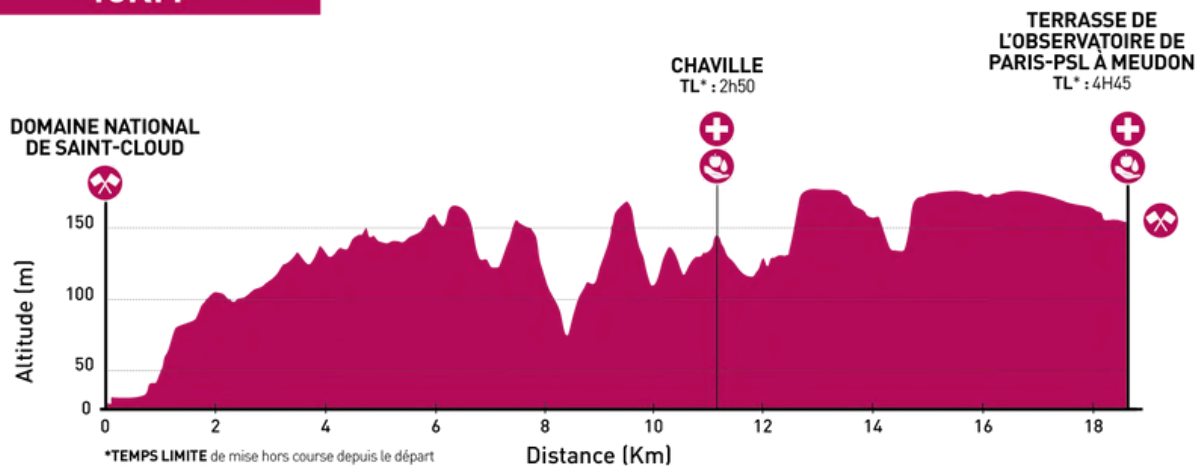 DOMAINE NATIONAL
DE SAINT-CLOUD
CHAVILLE
TL* : 2h50
TERRASSE DE
L'OBSERVATOIRE DE
PARIS-PSL À MEUDON
TL* : 4H45
Altitude (m)
150
100
50
0
0 2 4 6 8 10 12 14 16 18
*TEMPS LIMITE de mise hors course depuis le départ
Distance (Km)